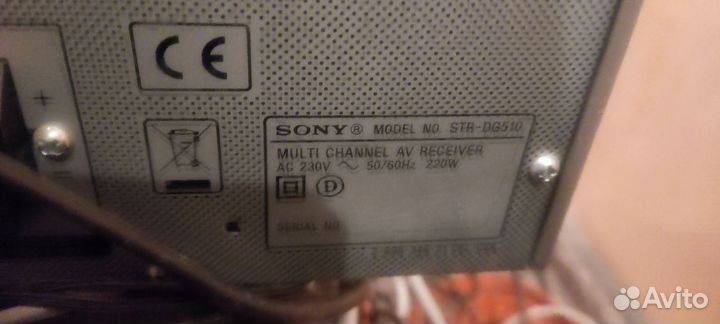 CE
+
SONY® MODEL NO. STR-DG510
MULTI CHANNEL AV RECEIVER
AC 230V ~ 50/60Hz 220W
D
SERIAL NO.
Avito